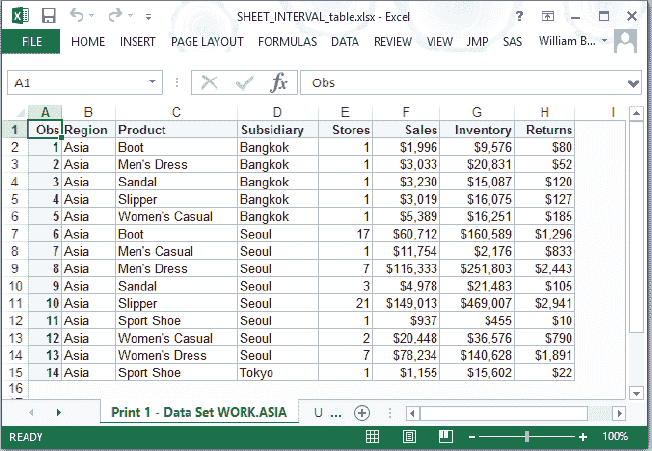 SHEET_INTERVAL_table.xlsx - Excel
FILE HOME INSERT PAGE LAYOUT FORMULAS DATA REVIEW VIEW JMP SAS William B...
A1 fx Obs
A B C D E F G H I
1 Obs Region Product Subsidiary Stores Sales Inventory Returns
2 1 Asia Boot Bangkok 1 $1,996 $9,576 $80
3 2 Asia Men's Dress Bangkok 1 $3,033 $20,831 $52
4 3 Asia Sandal Bangkok 1 $3,230 $15,087 $120
5 4 Asia Slipper Bangkok 1 $3,019 $16,075 $127
6 5 Asia Women's Casual Bangkok 1 $5,389 $16,251 $185
7 6 Asia Boot Seoul 17 $60,712 $160,589 $1,296
8 7 Asia Men's Casual Seoul 1 $11,754 $2,176 $833
9 8 Asia Men's Dress Seoul 7 $116,333 $251,803 $2,443
10 9 Asia Sandal Seoul 3 $4,978 $21,483 $105
11 10 Asia Slipper Seoul 21 $149,013 $469,007 $2,941
12 11 Asia Sport Shoe Seoul 1 $937 $455 $10
13 12 Asia Women's Casual Seoul 2 $20,448 $36,576 $790
14 13 Asia Women's Dress Seoul 7 $78,234 $140,628 $1,891
15 14 Asia Sport Shoe Tokyo 1 $1,155 $15,602 $22
16
Print 1 - Data Set WORK.ASIA U ...
READY 100%